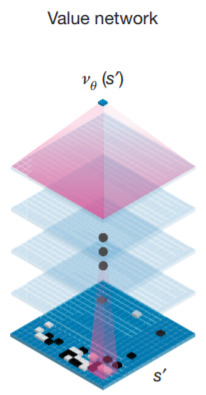 Value network
νθ (s′)
s′